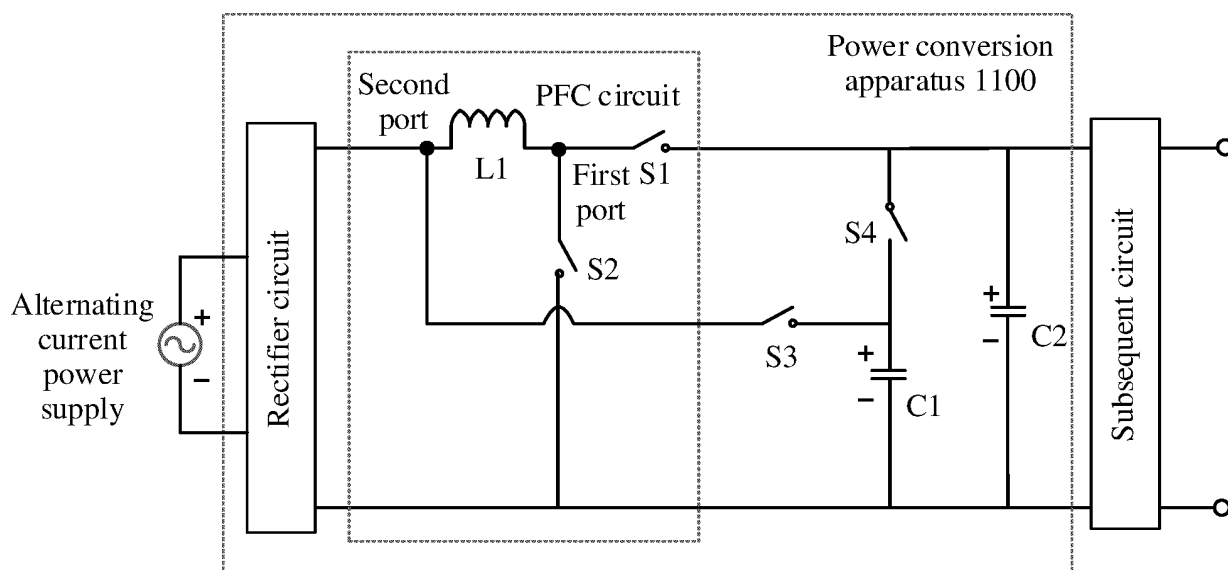 Power conversion
apparatus 1100
Second
port
PFC circuit
L1
First
port
S1
S2
S3
S4
+
−
C1
+
−
C2
Alternating
current
power
supply
+
−
Rectifier circuit
Subsequent circuit